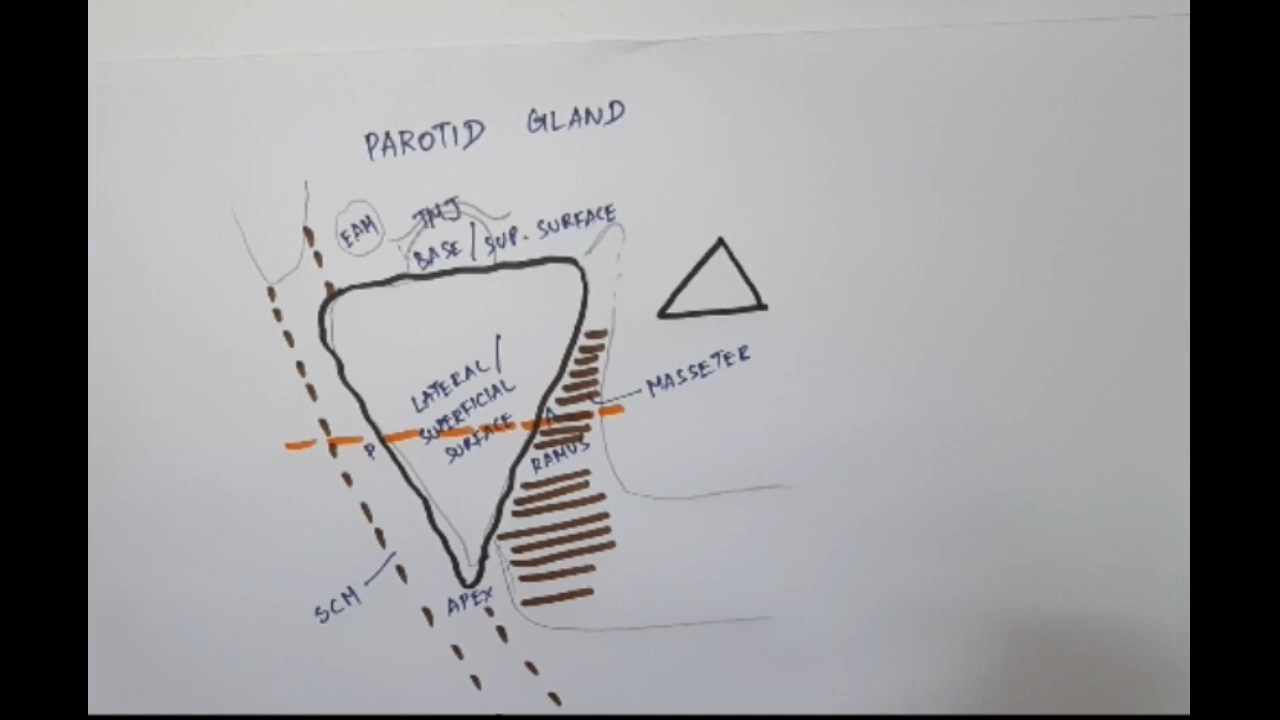 PAROTID GLAND
EAM
TMJ
BASE / SUP. SURFACE
LATERAL /
SUPERFICIAL
SURFACE
MASSETER
P
A
RAMUS
SCM
APEX